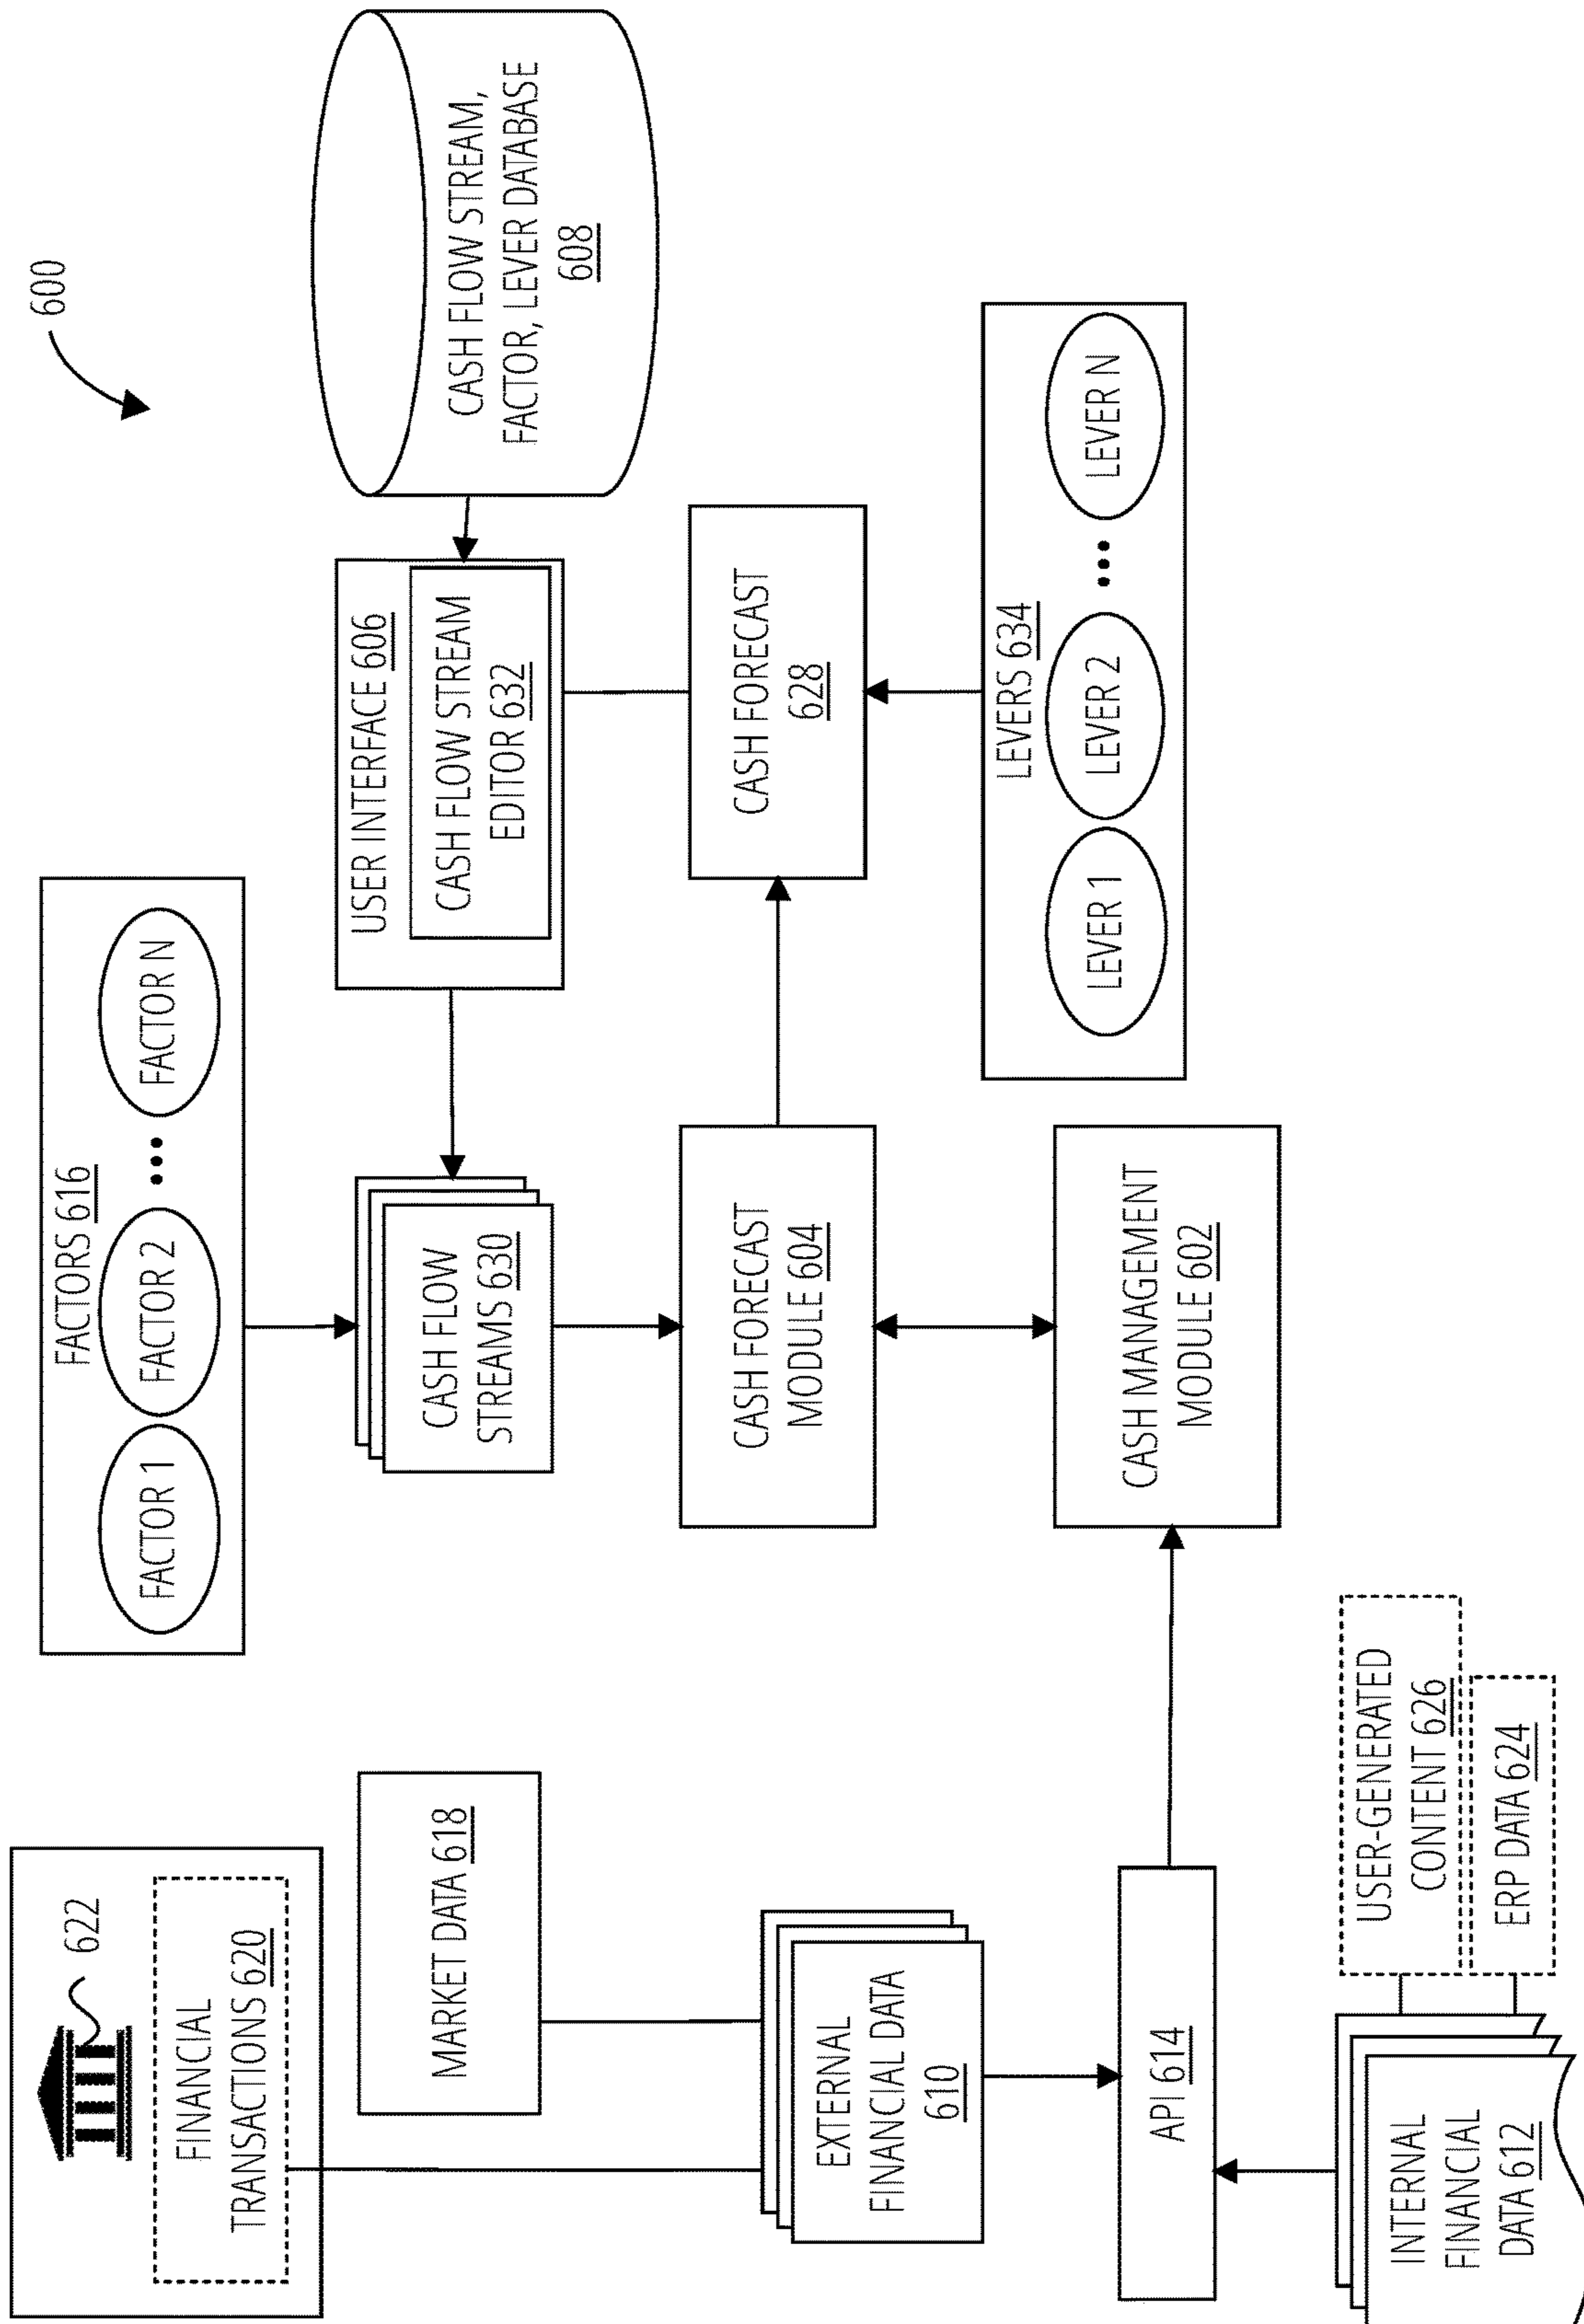 600
622
FINANCIAL
TRANSACTIONS 620
MARKET DATA 618
EXTERNAL
FINANCIAL DATA
610
API 614
INTERNAL
FINANCIAL
DATA 612
USER-GENERATED
CONTENT 626
ERP DATA 624
FACTORS 616
FACTOR 1
FACTOR 2
•••
FACTOR N
CASH FLOW
STREAMS 630
CASH FORECAST
MODULE 604
CASH MANAGEMENT
MODULE 602
USER INTERFACE 606
CASH FLOW STREAM
EDITOR 632
CASH FORECAST
628
LEVERS 634
LEVER 1
LEVER 2
•••
LEVER N
CASH FLOW STREAM,
FACTOR, LEVER DATABASE
608